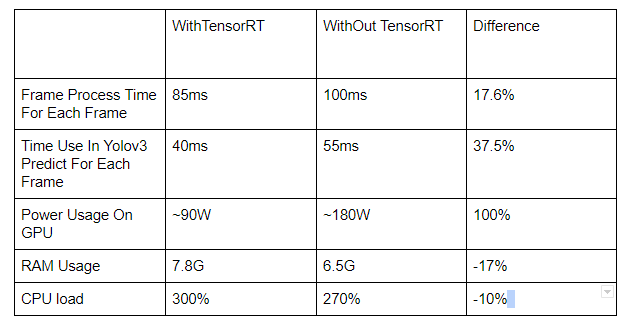 WithTensorRT WithOut TensorRT Difference
Frame Process Time 85ms 100ms 17.6%
For Each Frame
Time Use In Yolov3 40ms 55ms 37.5%
Predict For Each
Frame
Power Usage On ~90W ~180W 100%
GPU
RAM Usage 7.8G 6.5G -17%
CPU load 300% 270% -10%